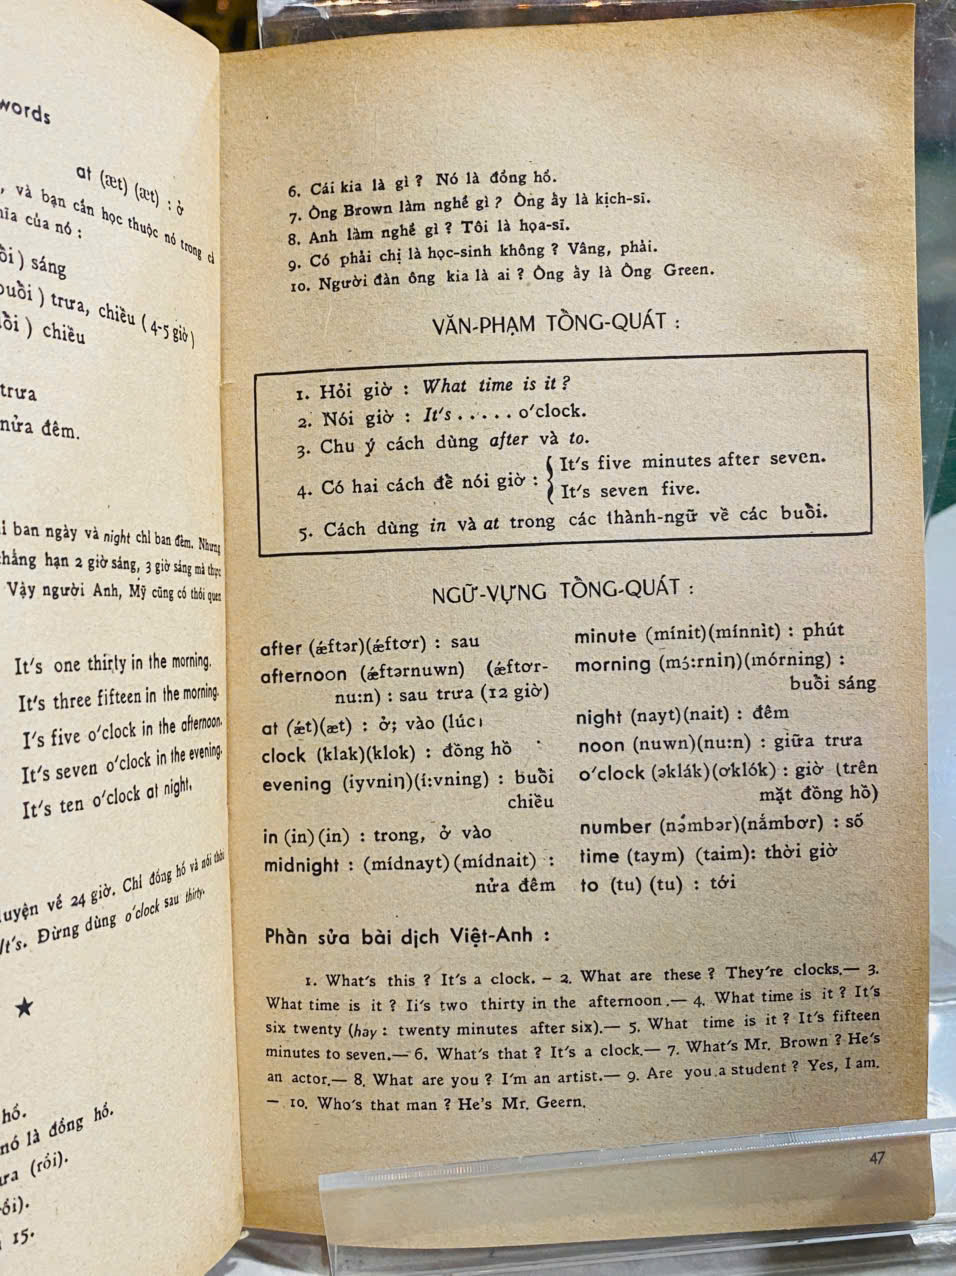 words
at (æt) (æt) : ở
, và bạn cần học thuộc nó trong
của nó :
) sáng
) trưa, chiều ( 4-5 giờ )
) chiều
trưa
nửa đêm.
ban ngày và night chỉ ban đêm. Nhưng
hạn 2 giờ sáng, 3 giờ sáng mà thực
Vậy người Anh, Mỹ cũng có thói quen
It's one thirty in the morning.
It's three fifteen in the morning.
I's five o'clock in the afternoon.
It's seven o'clock in the evening.
It's ten o'clock at night.
về 24 giờ. Chỉ đồng hồ và nói thời
It's. Đừng dùng o'clock sau thirty.
★
hồ.
nó là đồng hồ.
(rồi).
15.
6. Cái kia là gì ? Nó là đồng hồ.
7. Ông Brown làm nghề gì ? Ông ấy là kịch-sĩ.
8. Anh làm nghề gì ? Tôi là họa-sĩ.
9. Có phải chị là học-sinh không ? Vâng, phải.
10. Người đàn ông kia là ai ? Ông ấy là Ông Green.
VĂN-PHẠM TỔNG-QUÁT :
1. Hỏi giờ : What time is it ?
2. Nói giờ : It's . . . . . o'clock.
3. Chu ý cách dùng after và to.
4. Có hai cách để nói giờ : { It's five minutes after seven.
It's seven five.
5. Cách dùng in và at trong các thành-ngữ về các buổi.
NGỮ-VỰNG TỔNG-QUÁT :
after (ǽftər)(ǽftơr) : sau
afternoon (ǽftərnuwn) (ǽftơr-
nu:n) : sau trưa (12 giờ)
at (ǽt)(æt) : ở; vào (lúc)
clock (klak)(klok) : đồng hồ
evening (iyvniŋ)(í:vning) : buổi
chiều
in (in)(in) : trong, ở vào
midnight : (mídnayt)(mídnait) :
nửa đêm
minute (mínit)(mínnìt) : phút
morning (mɔ́:rniŋ)(mórning) :
buổi sáng
night (nayt)(nait) : đêm
noon (nuwn)(nu:n) : giữa trưa
o'clock (əklák)(ơklók) : giờ (trên
mặt đồng hồ)
number (nə́mbər)(nắmbơr) : số
time (taym) (taim): thời giờ
to (tu) (tu) : tới
Phần sửa bài dịch Việt-Anh :
1. What's this ? It's a clock. – 2. What are these ? They're clocks.— 3.
What time is it ? Ii's two thirty in the afternoon.— 4. What time is it ? It's
six twenty (hay : twenty minutes after six).— 5. What time is it ? It's fifteen
minutes to seven.— 6. What's that ? It's a clock.— 7. What's Mr. Brown ? He's
an actor.— 8. What are you ? I'm an artist.— 9. Are you a student ? Yes, I am.
— 10. Who's that man ? He's Mr. Geern.
47